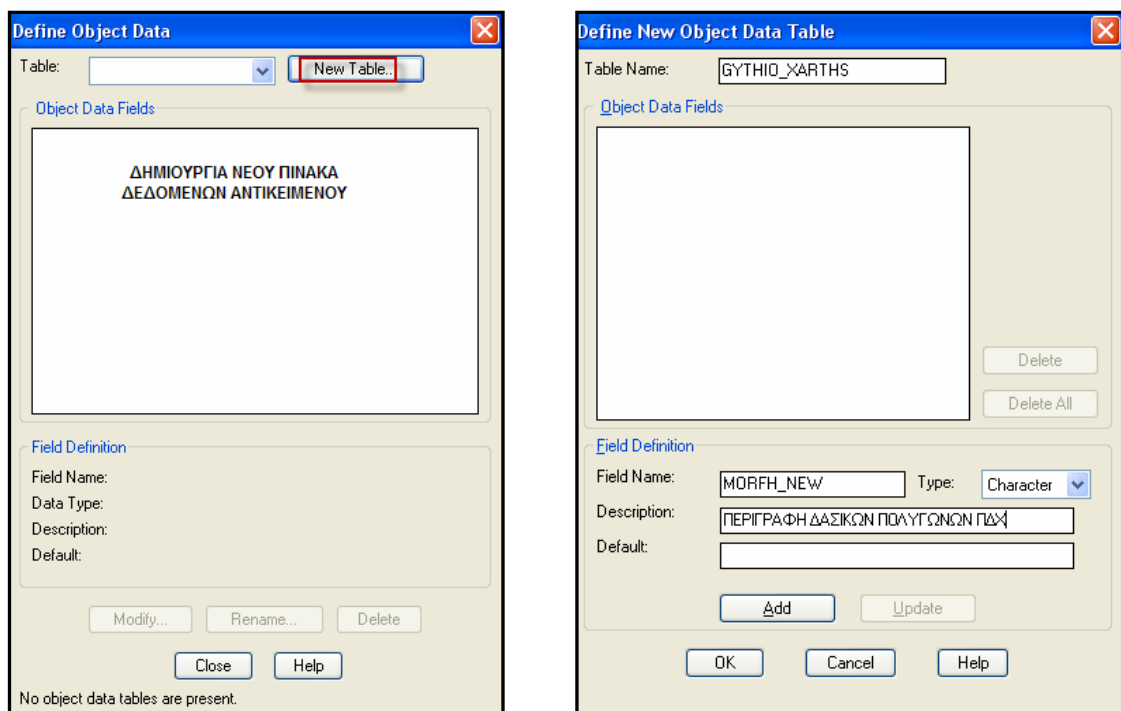 Define Object Data
Table:
New Table..
Object Data Fields
ΔΗΜΙΟΥΡΓΙΑ ΝΕΟΥ ΠΙΝΑΚΑ
ΔΕΔΟΜΕΝΩΝ ΑΝΤΙΚΕΙΜΕΝΟΥ
Field Definition
Field Name:
Data Type:
Description:
Default:
Modify... Rename... Delete
Close Help
No object data tables are present.
Define New Object Data Table
Table Name: GYTHIO_XARTHS
Object Data Fields
Delete
Delete All
Field Definition
Field Name: MORFH_NEW Type: Character
Description: ΠΕΡΙΓΡΑΦΗ ΔΑΣΙΚΩΝ ΠΟΛΥΓΩΝΩΝ ΠΔΧ
Default:
Add Update
OK Cancel Help